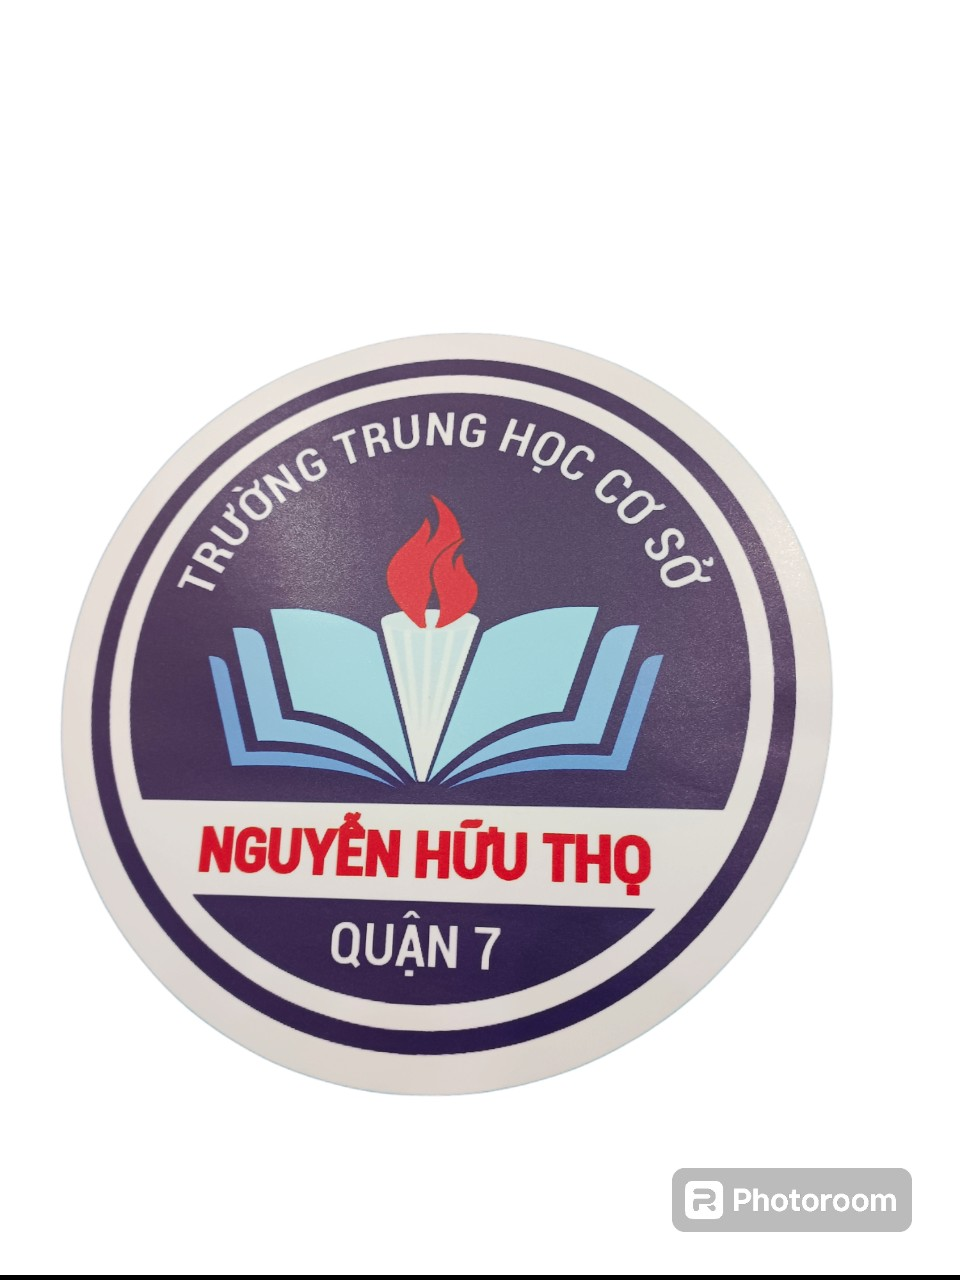 TRƯỜNG TRUNG HỌC CƠ SỞ
NGUYỄN HỮU THỌ
QUẬN 7
Photoroom